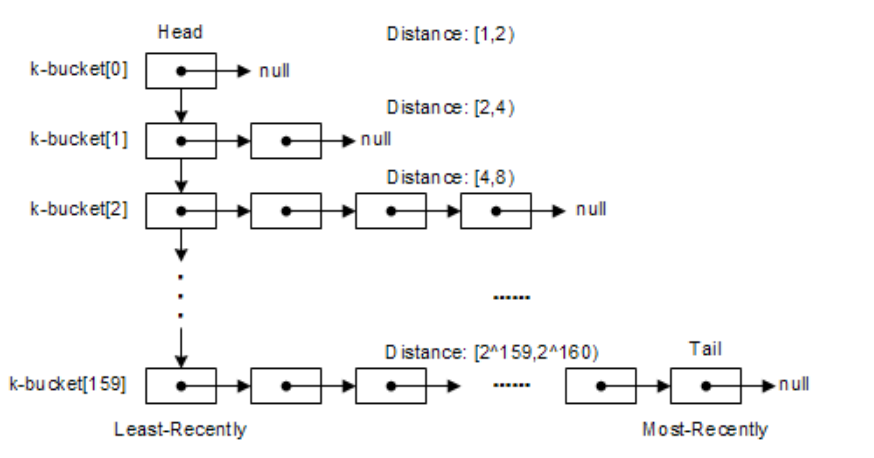 Head
Distance: [1,2)
k-bucket[0]
null
Distance: [2,4)
k-bucket[1]
null
Distance: [4,8)
k-bucket[2]
null
......
Distance: [2^159,2^160)
Tail
k-bucket[159]
......
null
Least-Recently
Most-Recently